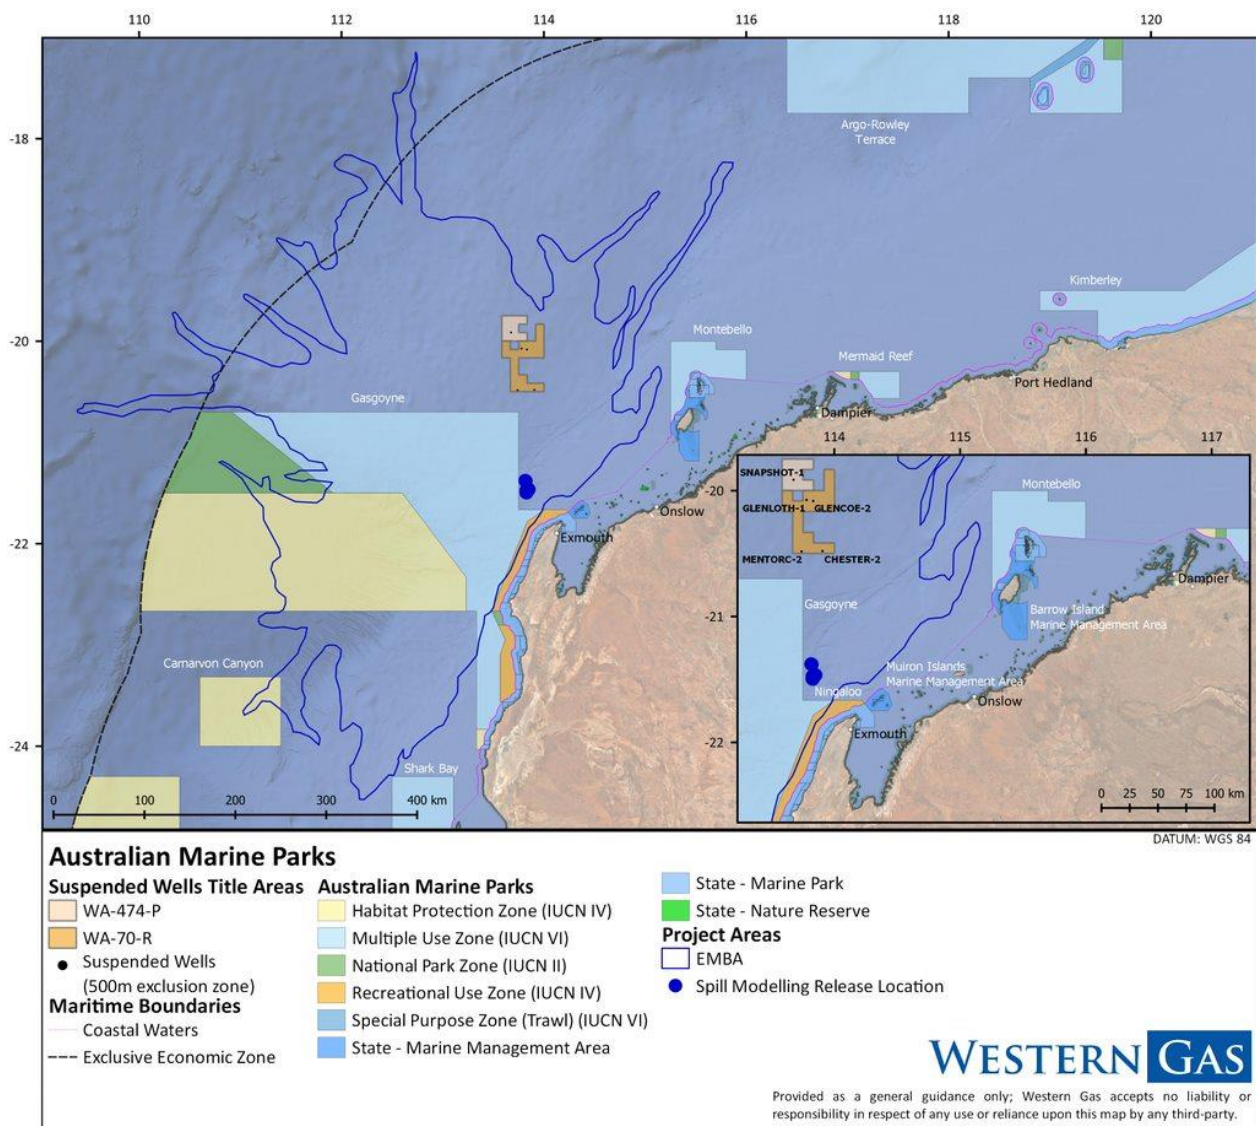 110 112 114 116 118 120
-18
-20
-22
-24
Argo-Rowley
Terrace
Kimberley
Montebello
Mermaid Reef
Port Hedland
Gasgoyne
Dampier
Onslow
Exmouth
Carnarvon Canyon
Shark Bay
0 100 200 300 400 km
114 115 116 117
-20
-21
-22
SNAPSHOT-1
GLENLOTH-1 GLENCOE-2
MENTORC-2 CHESTER-2
Montebello
Gasgoyne
Dampier
Barrow Island
Marine Management Area
Muiron Islands
Marine Management Area
Ningaloo
Onslow
Exmouth
0 25 50 75 100 km
DATUM: WGS 84
Australian Marine Parks
Suspended Wells Title Areas
WA-474-P
WA-70-R
Suspended Wells
(500m exclusion zone)
Maritime Boundaries
Coastal Waters
Exclusive Economic Zone
Australian Marine Parks
Habitat Protection Zone (IUCN IV)
Multiple Use Zone (IUCN VI)
National Park Zone (IUCN II)
Recreational Use Zone (IUCN IV)
Special Purpose Zone (Trawl) (IUCN VI)
State - Marine Management Area
State - Marine Park
State - Nature Reserve
Project Areas
EMBA
Spill Modelling Release Location
WESTERN GAS
Provided as a general guidance only; Western Gas accepts no liability or
responsibility in respect of any use or reliance upon this map by any third-party.